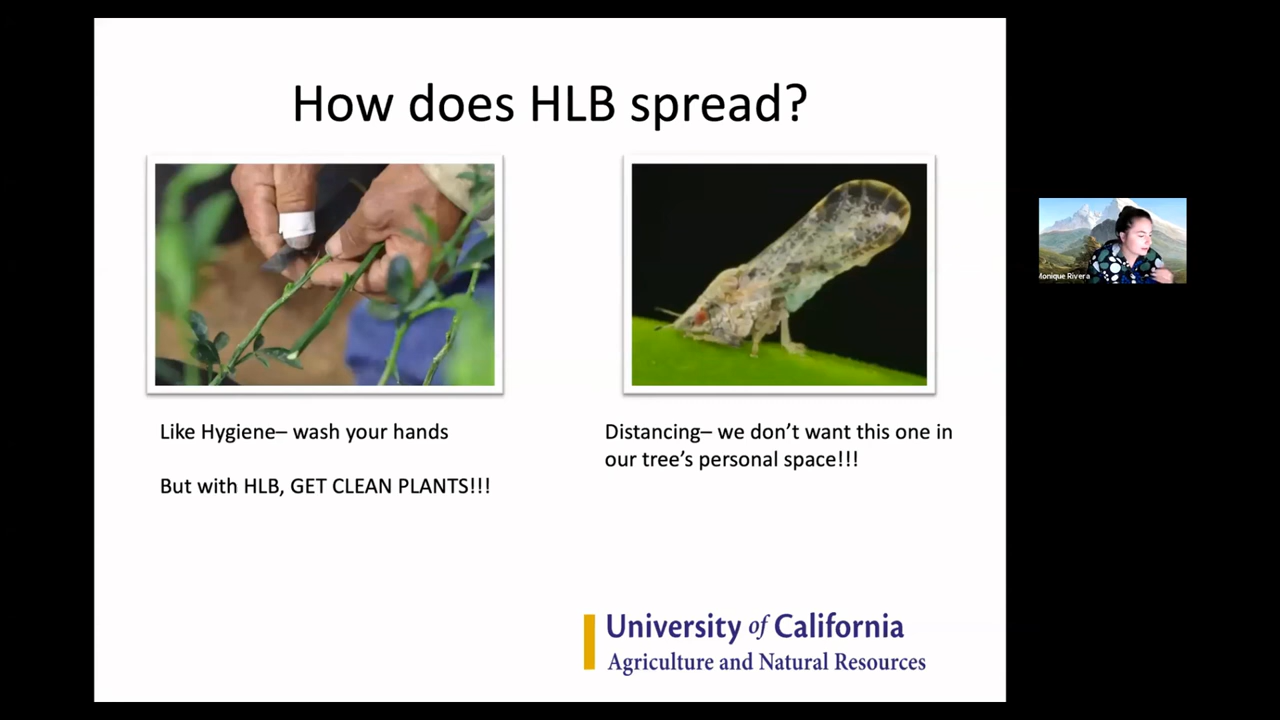 How does HLB spread?
Like Hygiene– wash your hands
But with HLB, GET CLEAN PLANTS!!!
Distancing– we don’t want this one in
our tree’s personal space!!!
Monique Rivera
University of California
Agriculture and Natural Resources